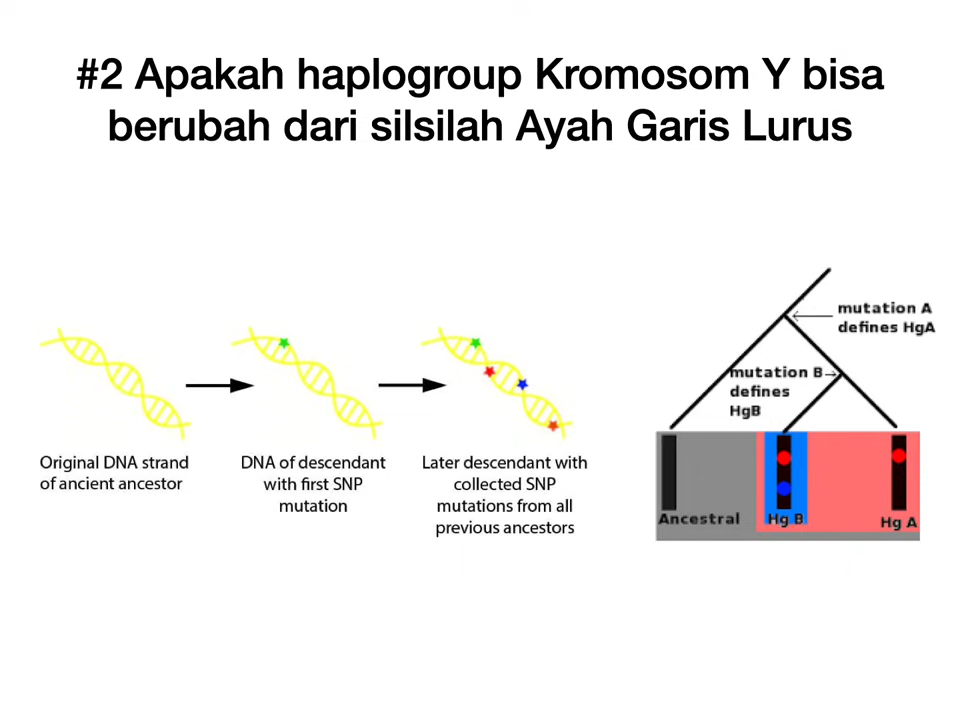 #2 Apakah haplogroup Kromosom Y bisa
berubah dari silsilah Ayah Garis Lurus
Original DNA strand
of ancient ancestor
DNA of descendant
with first SNP
mutation
Later descendant with
collected SNP
mutations from all
previous ancestors
mutation A
defines HgA
mutation B
defines
HgB
Ancestral
Hg B
Hg A